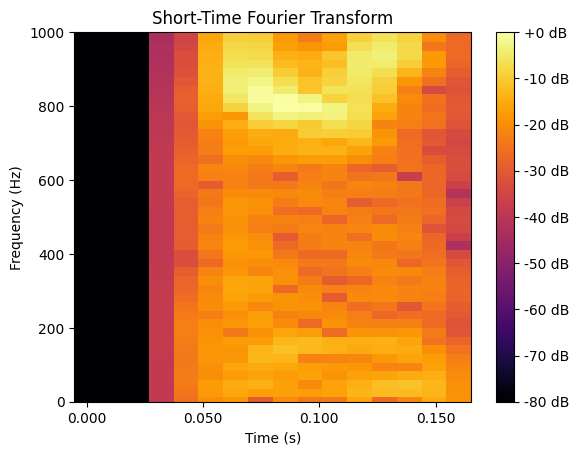 Short-Time Fourier Transform
1000
800
600
400
200
0
Frequency (Hz)
0.000
0.050
0.100
0.150
Time (s)
+0 dB
-10 dB
-20 dB
-30 dB
-40 dB
-50 dB
-60 dB
-70 dB
-80 dB